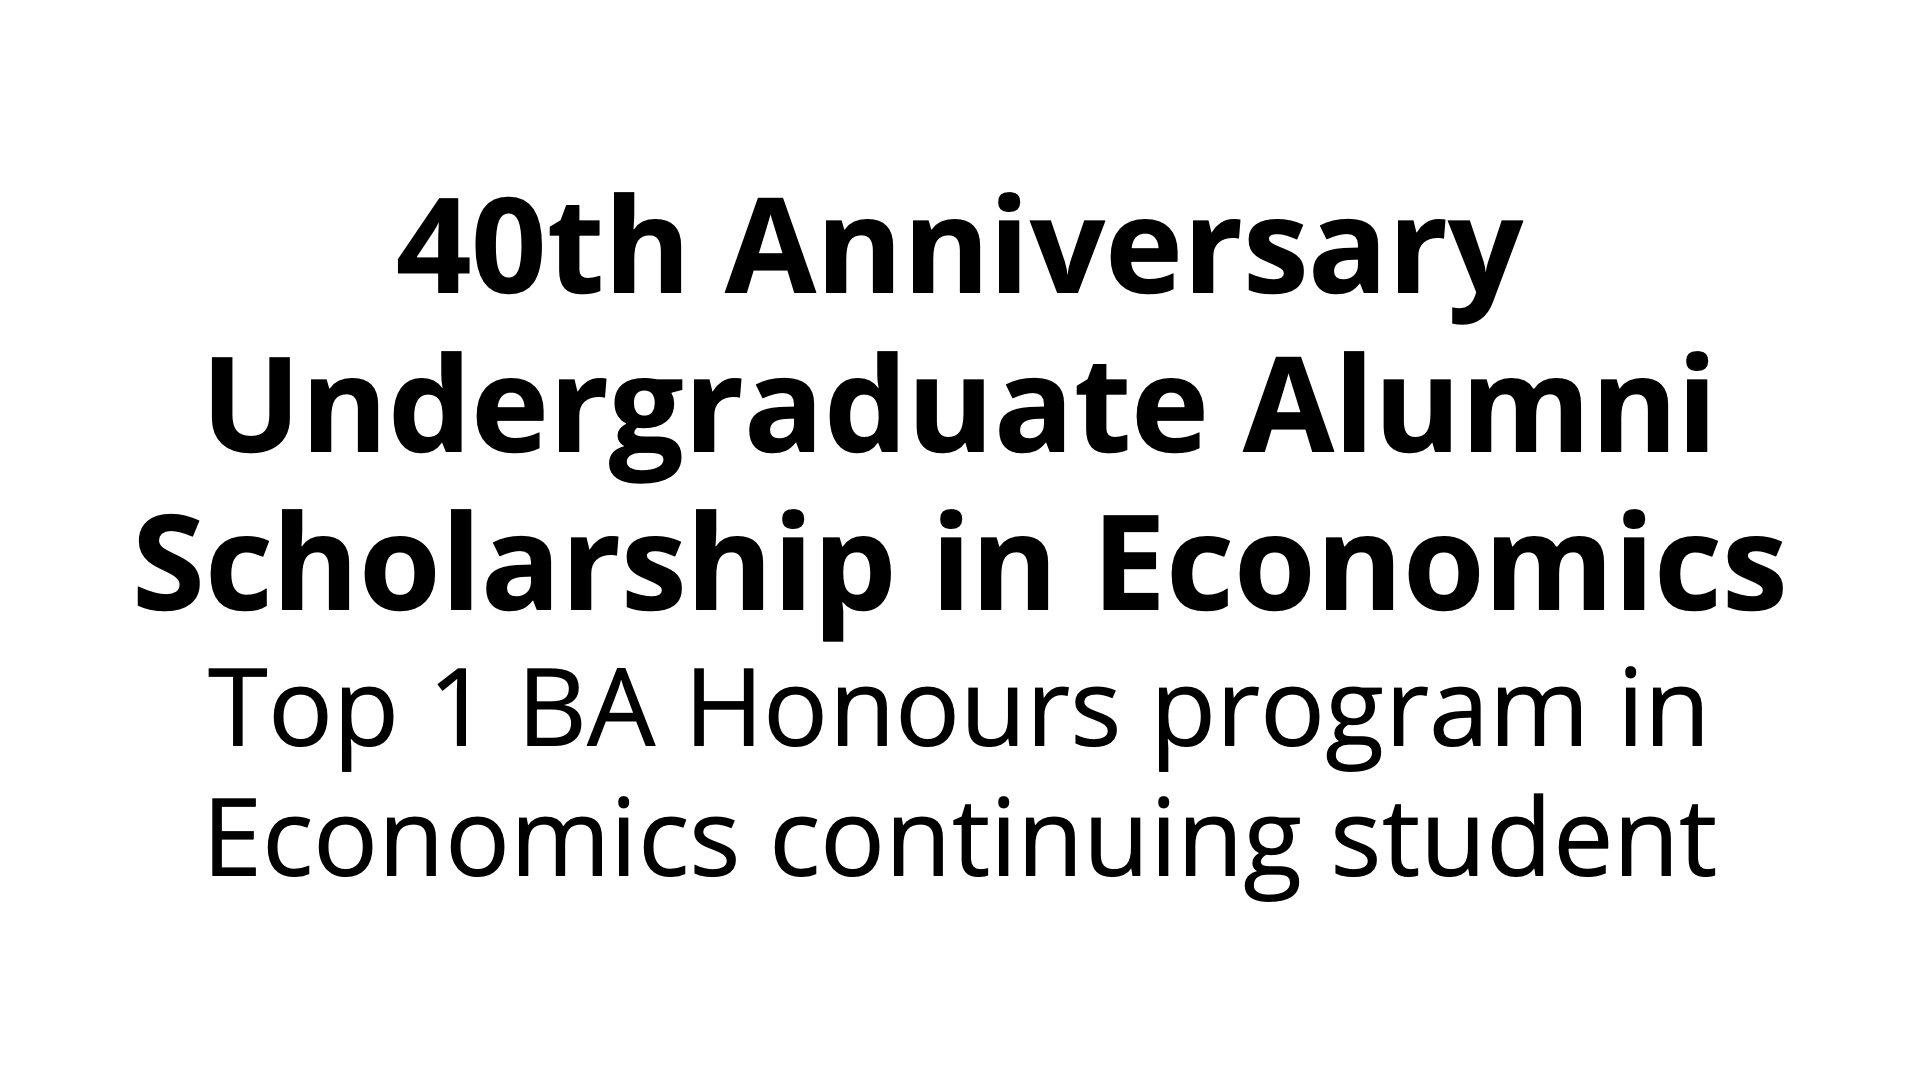 40th Anniversary
Undergraduate Alumni
Scholarship in Economics
Top 1 BA Honours program in
Economics continuing student